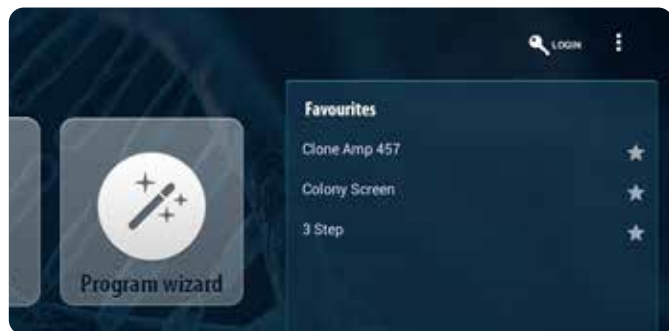 LOGIN
Favourites
Clone Amp 457
Colony Screen
3 Step
Program wizard